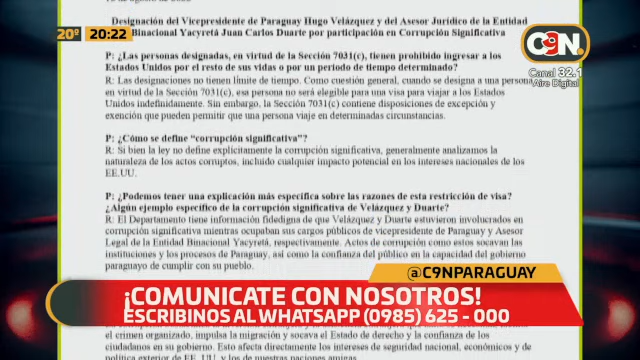 20°
20:22
C9N
Canal 32.1
Aire Digital
Designación del Vicepresidente de Paraguay Hugo Velázquez y del Asesor Jurídico de la Entidad
Binacional Yacyretá Juan Carlos Duarte por participación en Corrupción Significativa
P: ¿Las personas designadas, en virtud de la Sección 7031(c), tienen prohibido ingresar a los
Estados Unidos por el resto de sus vidas o por un periodo de tiempo determinado?
R: Las designaciones no tienen límite de tiempo. Como cuestión general, cuando se designa a una persona
en virtud de la Sección 7031(c), esa persona no será elegible para una visa para viajar a los Estados
Unidos indefinidamente. Sin embargo, la Sección 7031(c) contiene disposiciones de excepción y
exención que pueden permitir que una persona viaje en determinadas circunstancias.
P: ¿Cómo se define "corrupción significativa"?
R: Si bien la ley no define explícitamente la corrupción significativa, generalmente analizamos la
naturaleza de los actos corruptos, incluido cualquier impacto potencial en los intereses nacionales de los
EE.UU.
P: ¿Podemos tener una explicación más específica sobre las razones de esta restricción de visa?
¿Algún ejemplo específico de la corrupción significativa de Velázquez y Duarte?
R: El Departamento tiene información fidedigna de que Velázquez y Duarte estuvieron involucrados en
corrupción significativa mientras ocupaban sus cargos públicos de vicepresidente de Paraguay y Asesor
Legal de la Entidad Binacional Yacyretá, respectivamente. Actos de corrupción como estos socavan las
instituciones y los procesos de Paraguay, así como la confianza del público en la capacidad del gobierno
paraguayo de cumplir con su pueblo.
@C9NPARAGUAY
¡COMUNICATE CON NOSOTROS!
ESCRIBINOS AL WHATSAPP (0985) 625 - 000
el crimen organizado, impulsa la migración y socava el Estado de derecho y la confianza de los
ciudadanos en su gobierno. Esto afecta directamente los intereses de seguridad nacional, económicos y de
política exterior de EE. UU. y los de nuestras naciones amigas.